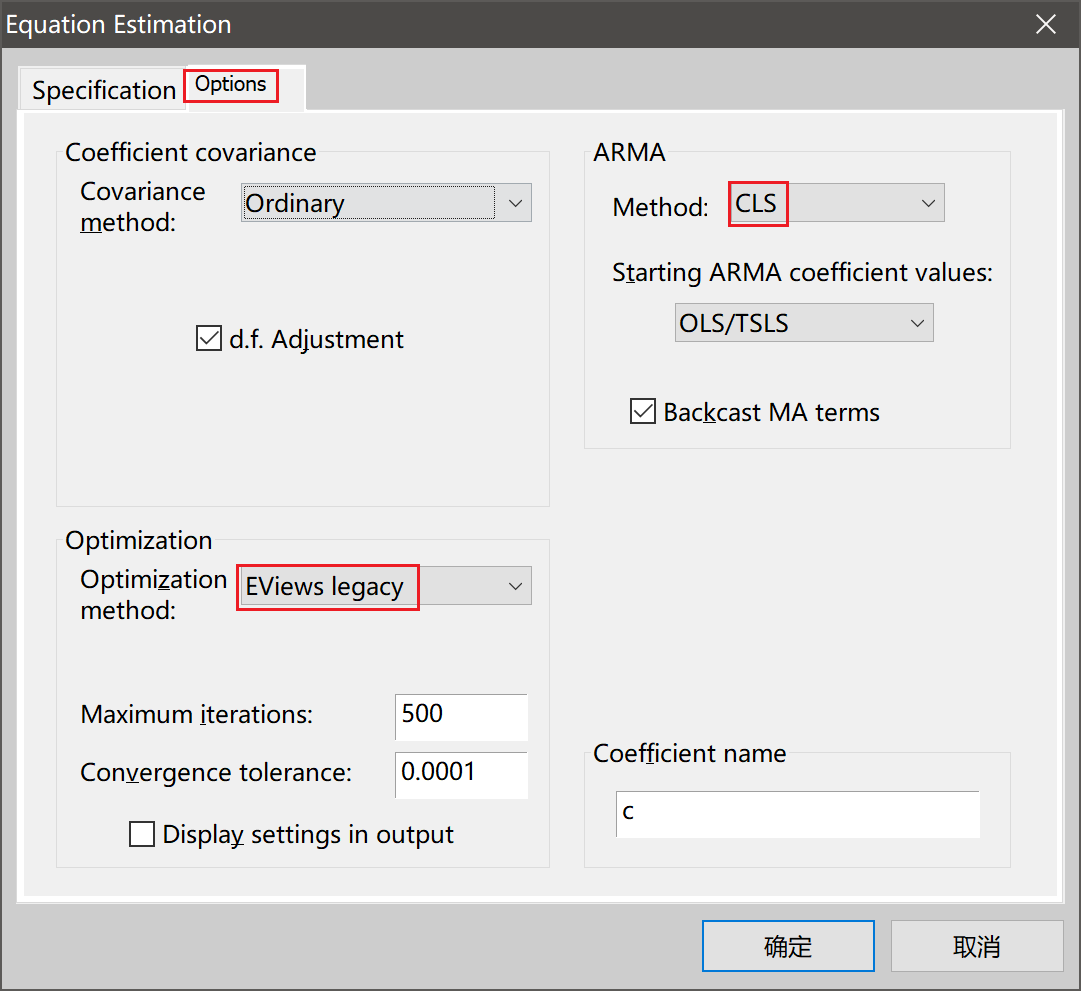 Equation Estimation
Specification
Options
Coefficient covariance
Covariance
method:
Ordinary
d.f. Adjustment
ARMA
Method:
CLS
Starting ARMA coefficient values:
OLS/TSLS
Backcast MA terms
Optimization
Optimization
method:
EViews legacy
Maximum iterations:
500
Convergence tolerance:
0.0001
Display settings in output
Coefficient name
c
确定
取消